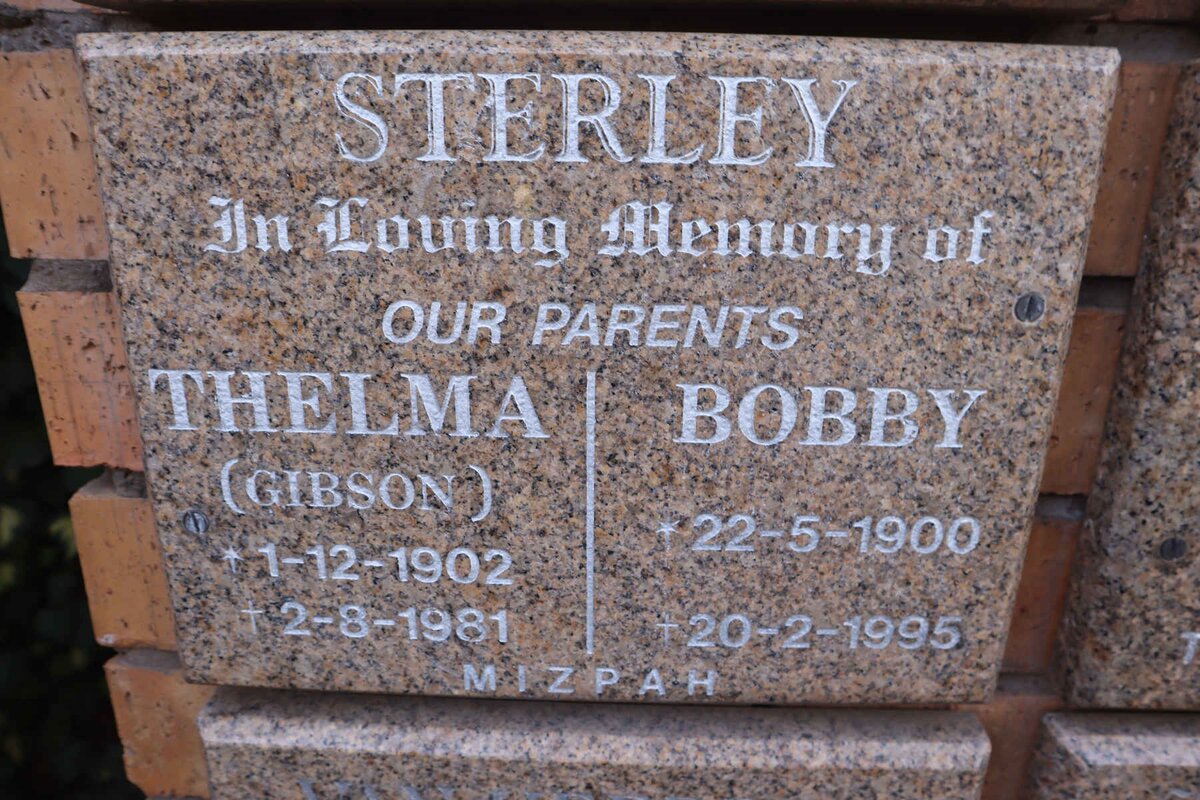 STERLEY
In Loving Memory of
OUR PARENTS
THELMA
(GIBSON)
* 1-12-1902
† 2-8-1981
BOBBY
* 22-5-1900
† 20-2-1995
MIZPAH